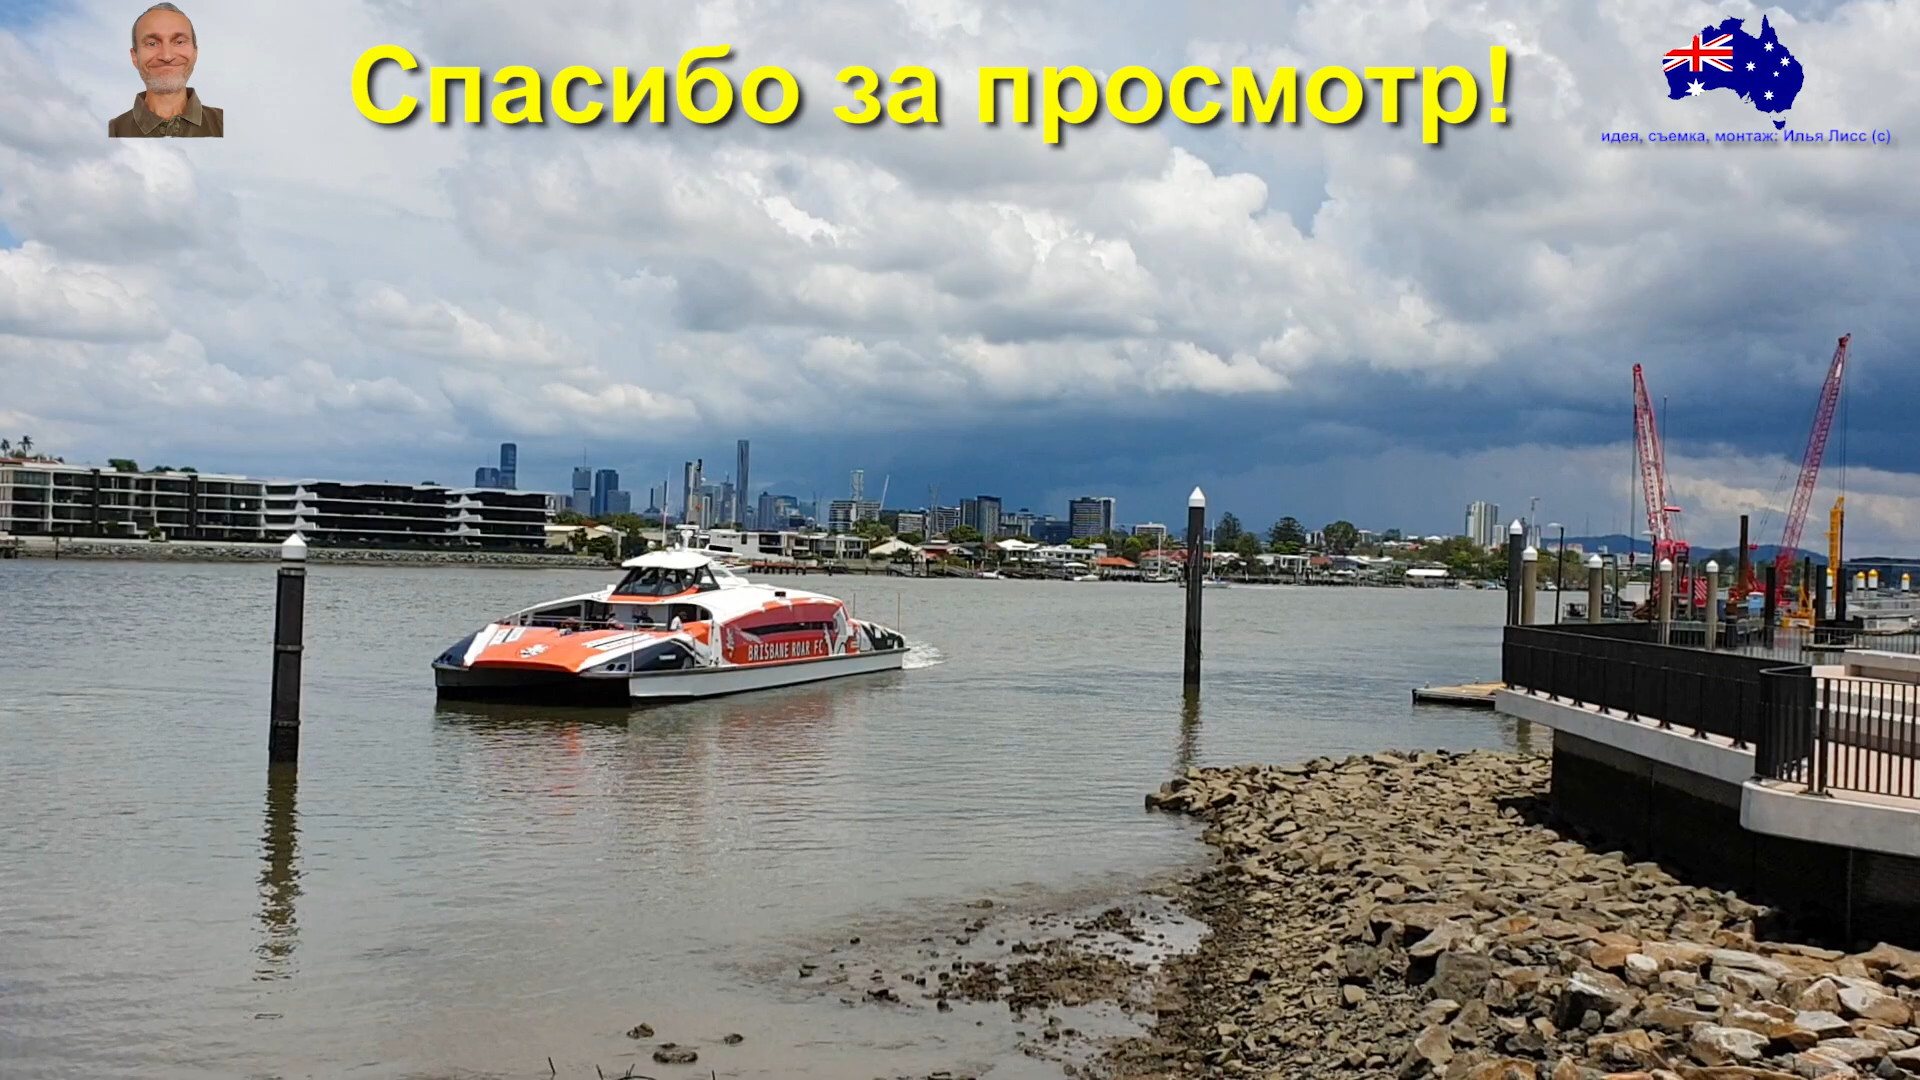 Спасибо за просмотр!
идея, съемка, монтаж: Илья Лисс (c)
BRISBANE ROAR FC